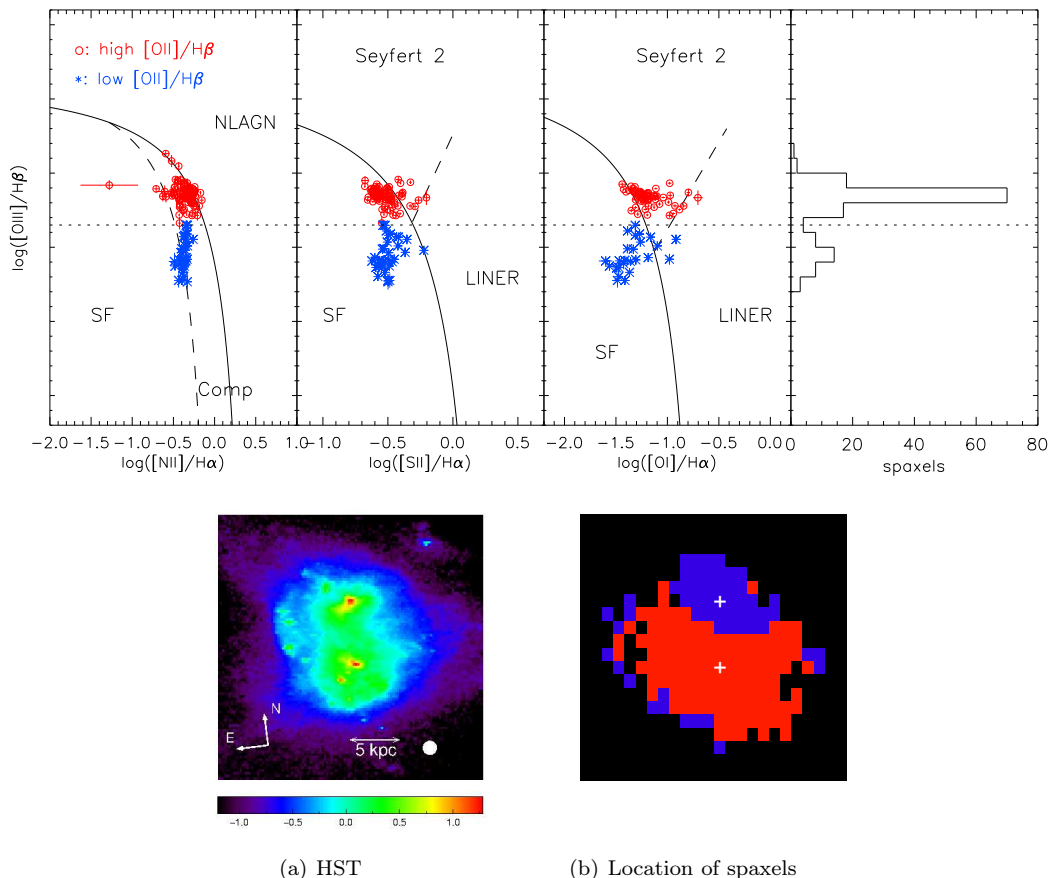 o: high [OII]/Hβ
*: low [OII]/Hβ
NLAGN
SF
Comp
Seyfert 2
SF
LINER
Seyfert 2
SF
LINER
log([OIII]/Hβ)
-2.0 -1.5 -1.0 -0.5 0.0 0.5 1.0
-1.0 -0.5 0.0 0.5
-2.0 -1.5 -1.0 -0.5 0.0
0 20 40 60 80
log([NII]/Hα)
log([SII]/Hα)
log([OI]/Hα)
spaxels
N
E
5 kpc
-1.0 -0.5 0.0 0.5 1.0
(a) HST
(b) Location of spaxels